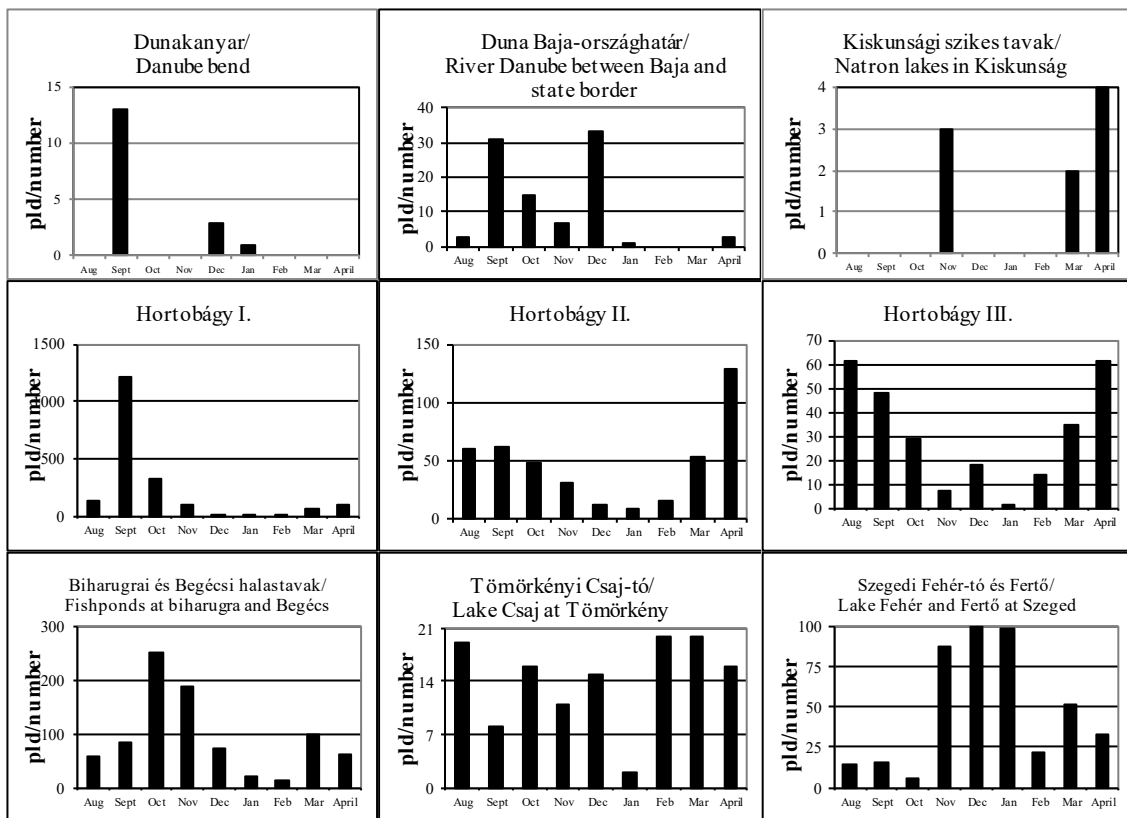 Dunakanyar/
Danube bend
pld/number
15
10
5
0
Aug Sept Oct Nov Dec Jan Feb Mar April
Duna Baja-országhatár/
River Danube between Baja and
state border
pld/number
40
30
20
10
0
Aug Sept Oct Nov Dec Jan Feb Mar April
Kiskunsági szikes tavak/
Natron lakes in Kiskunság
pld/number
4
3
2
1
0
Aug Sept Oct Nov Dec Jan Feb Mar April
Hortobágy I.
pld/number
1500
1000
500
0
Aug Sept Oct Nov Dec Jan Feb Mar April
Hortobágy II.
pld/number
150
100
50
0
Aug Sept Oct Nov Dec Jan Feb Mar April
Hortobágy III.
pld/number
70
60
50
40
30
20
10
0
Aug Sept Oct Nov Dec Jan Feb Mar April
Biharugrai és Begécsi halastavak/
Fishponds at biharugra and Begécs
pld/number
300
200
100
0
Aug Sept Oct Nov Dec Jan Feb Mar April
Tömörkényi Csaj-tó/
Lake Csaj at Tömörkény
pld/number
21
14
7
0
Aug Sept Oct Nov Dec Jan Feb Mar April
Szegedi Fehér-tó és Fertő/
Lake Fehér and Fertő at Szeged
pld/number
100
75
50
25
0
Aug Sept Oct Nov Dec Jan Feb Mar April